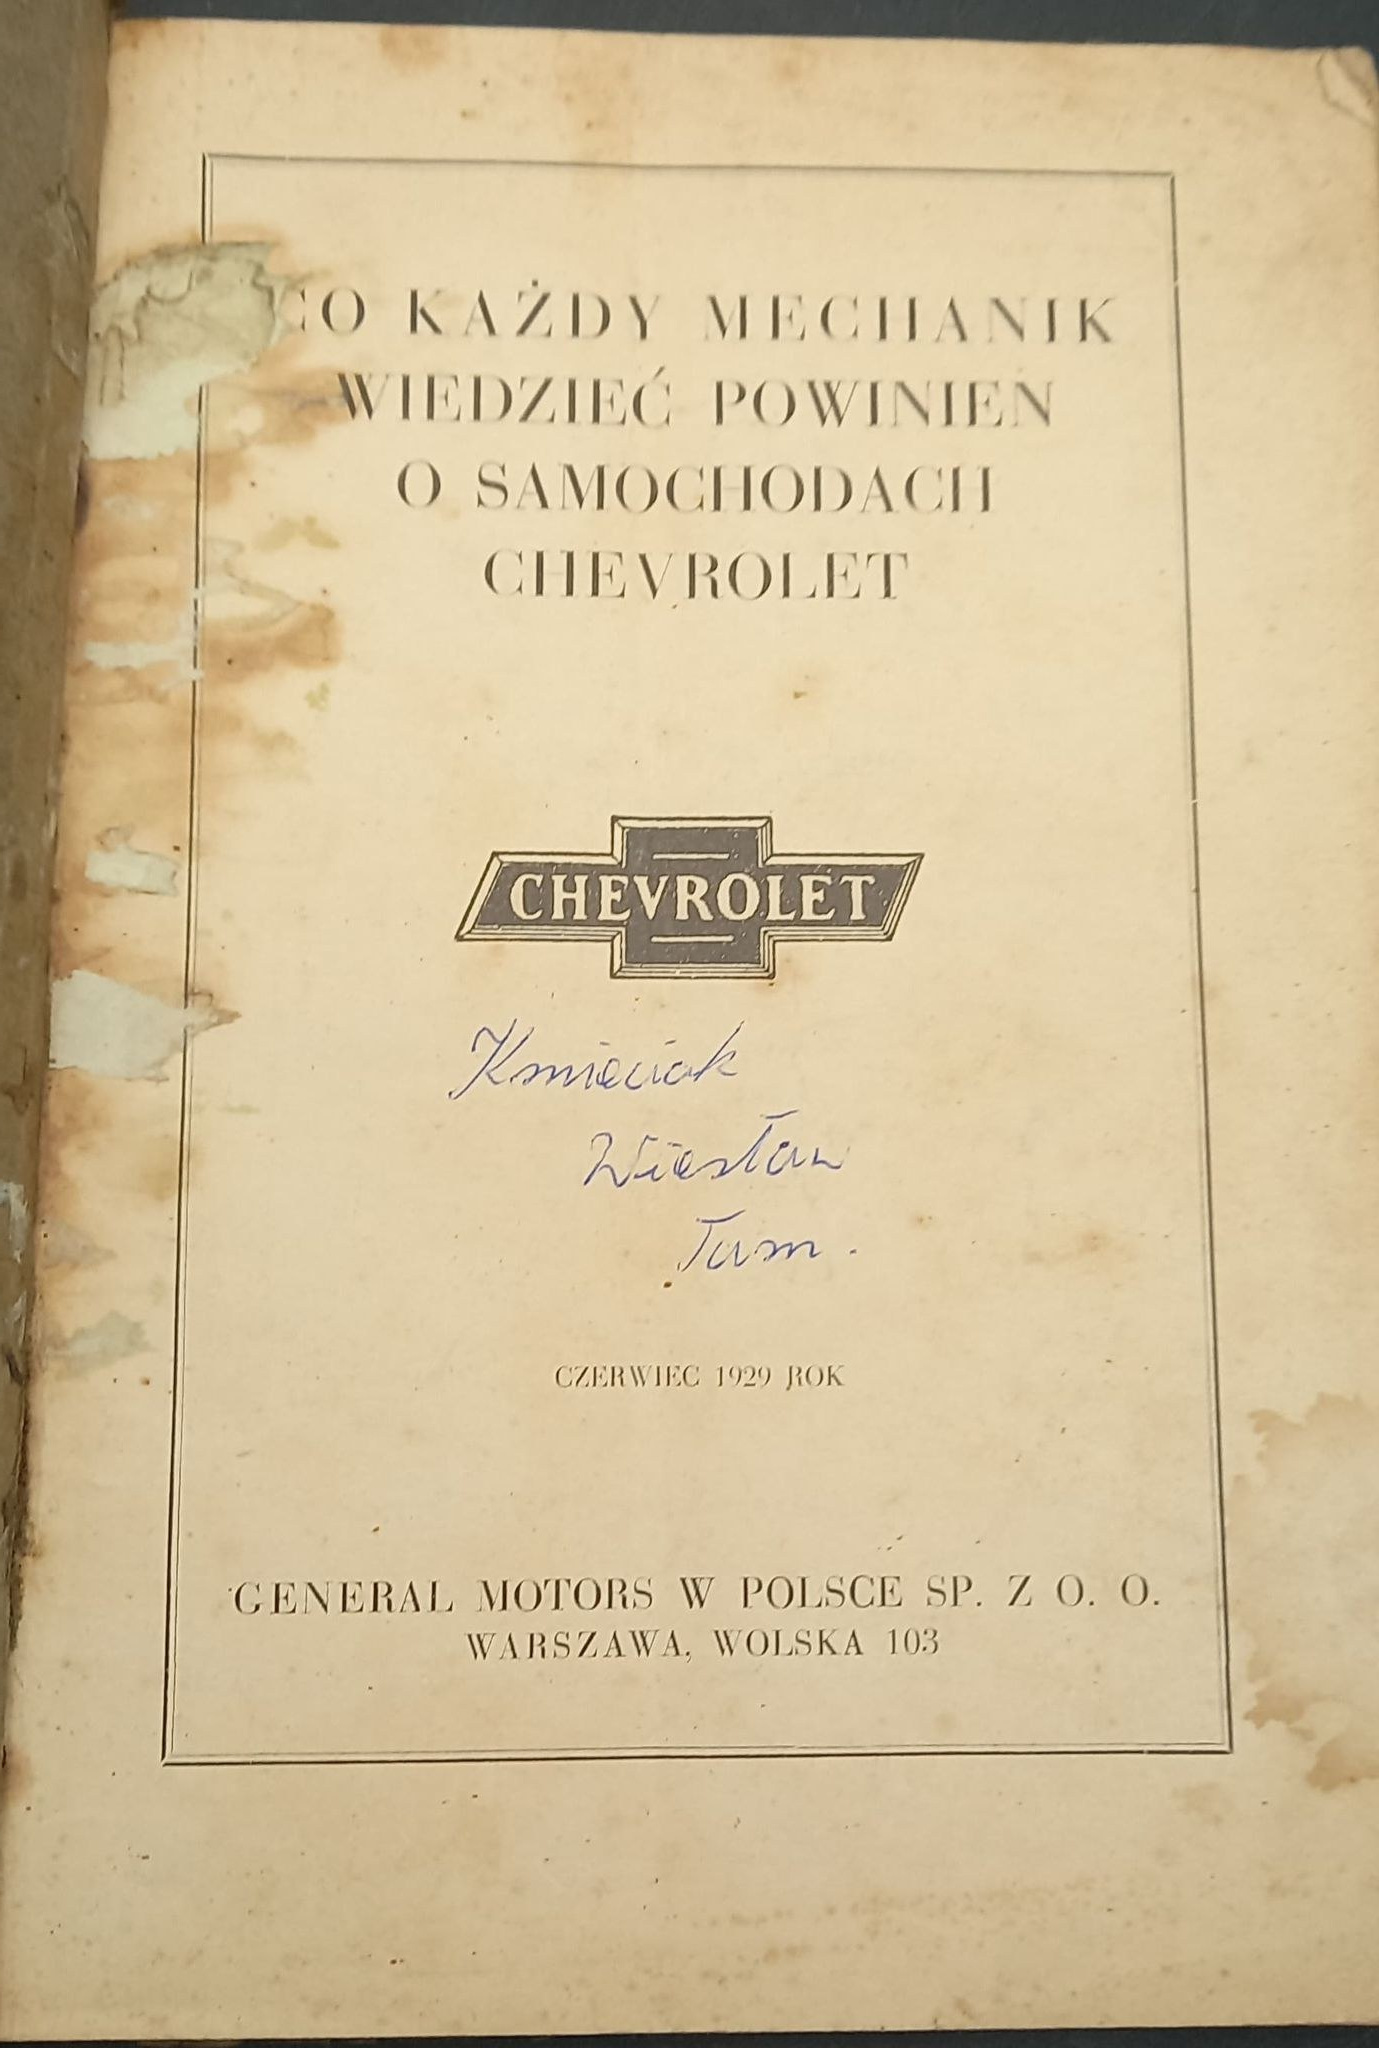 CO KAŻDY MECHANIK
WIEDZIEĆ POWINIEN
O SAMOCHODACH
CHEVROLET
CHEVROLET
Kmieciak
Wiesław
CZERWIEC 1929 ROK
GENERAL MOTORS W POLSCE SP. Z O. O.
WARSZAWA, WOLSKA 103